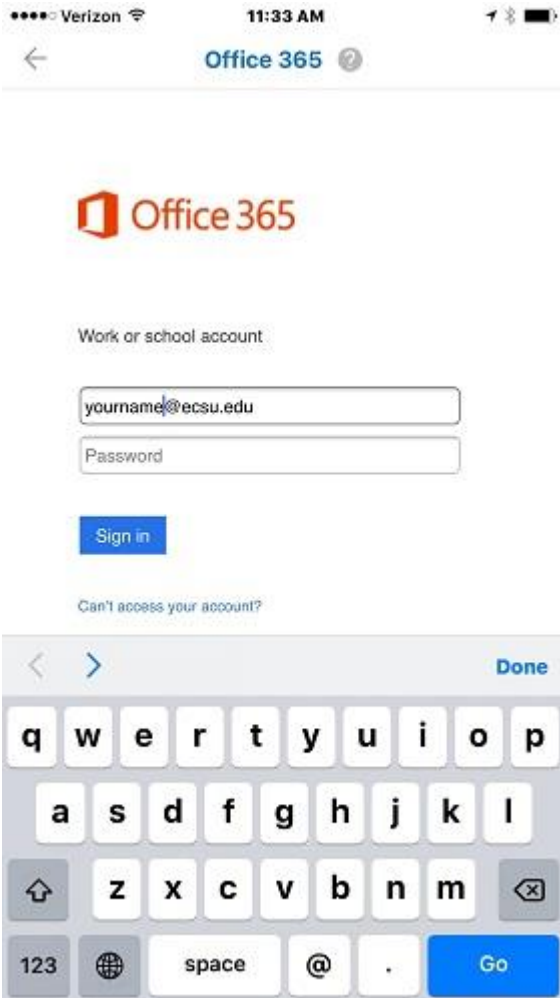 Verizon 11:33 AM
Office 365 ?
Office 365
Work or school account
yourname@ecsu.edu
Password
Sign in
Can't access your account?
Done
q w e r t y u i o p
a s d f g h j k l
z x c v b n m
123 space @ . Go